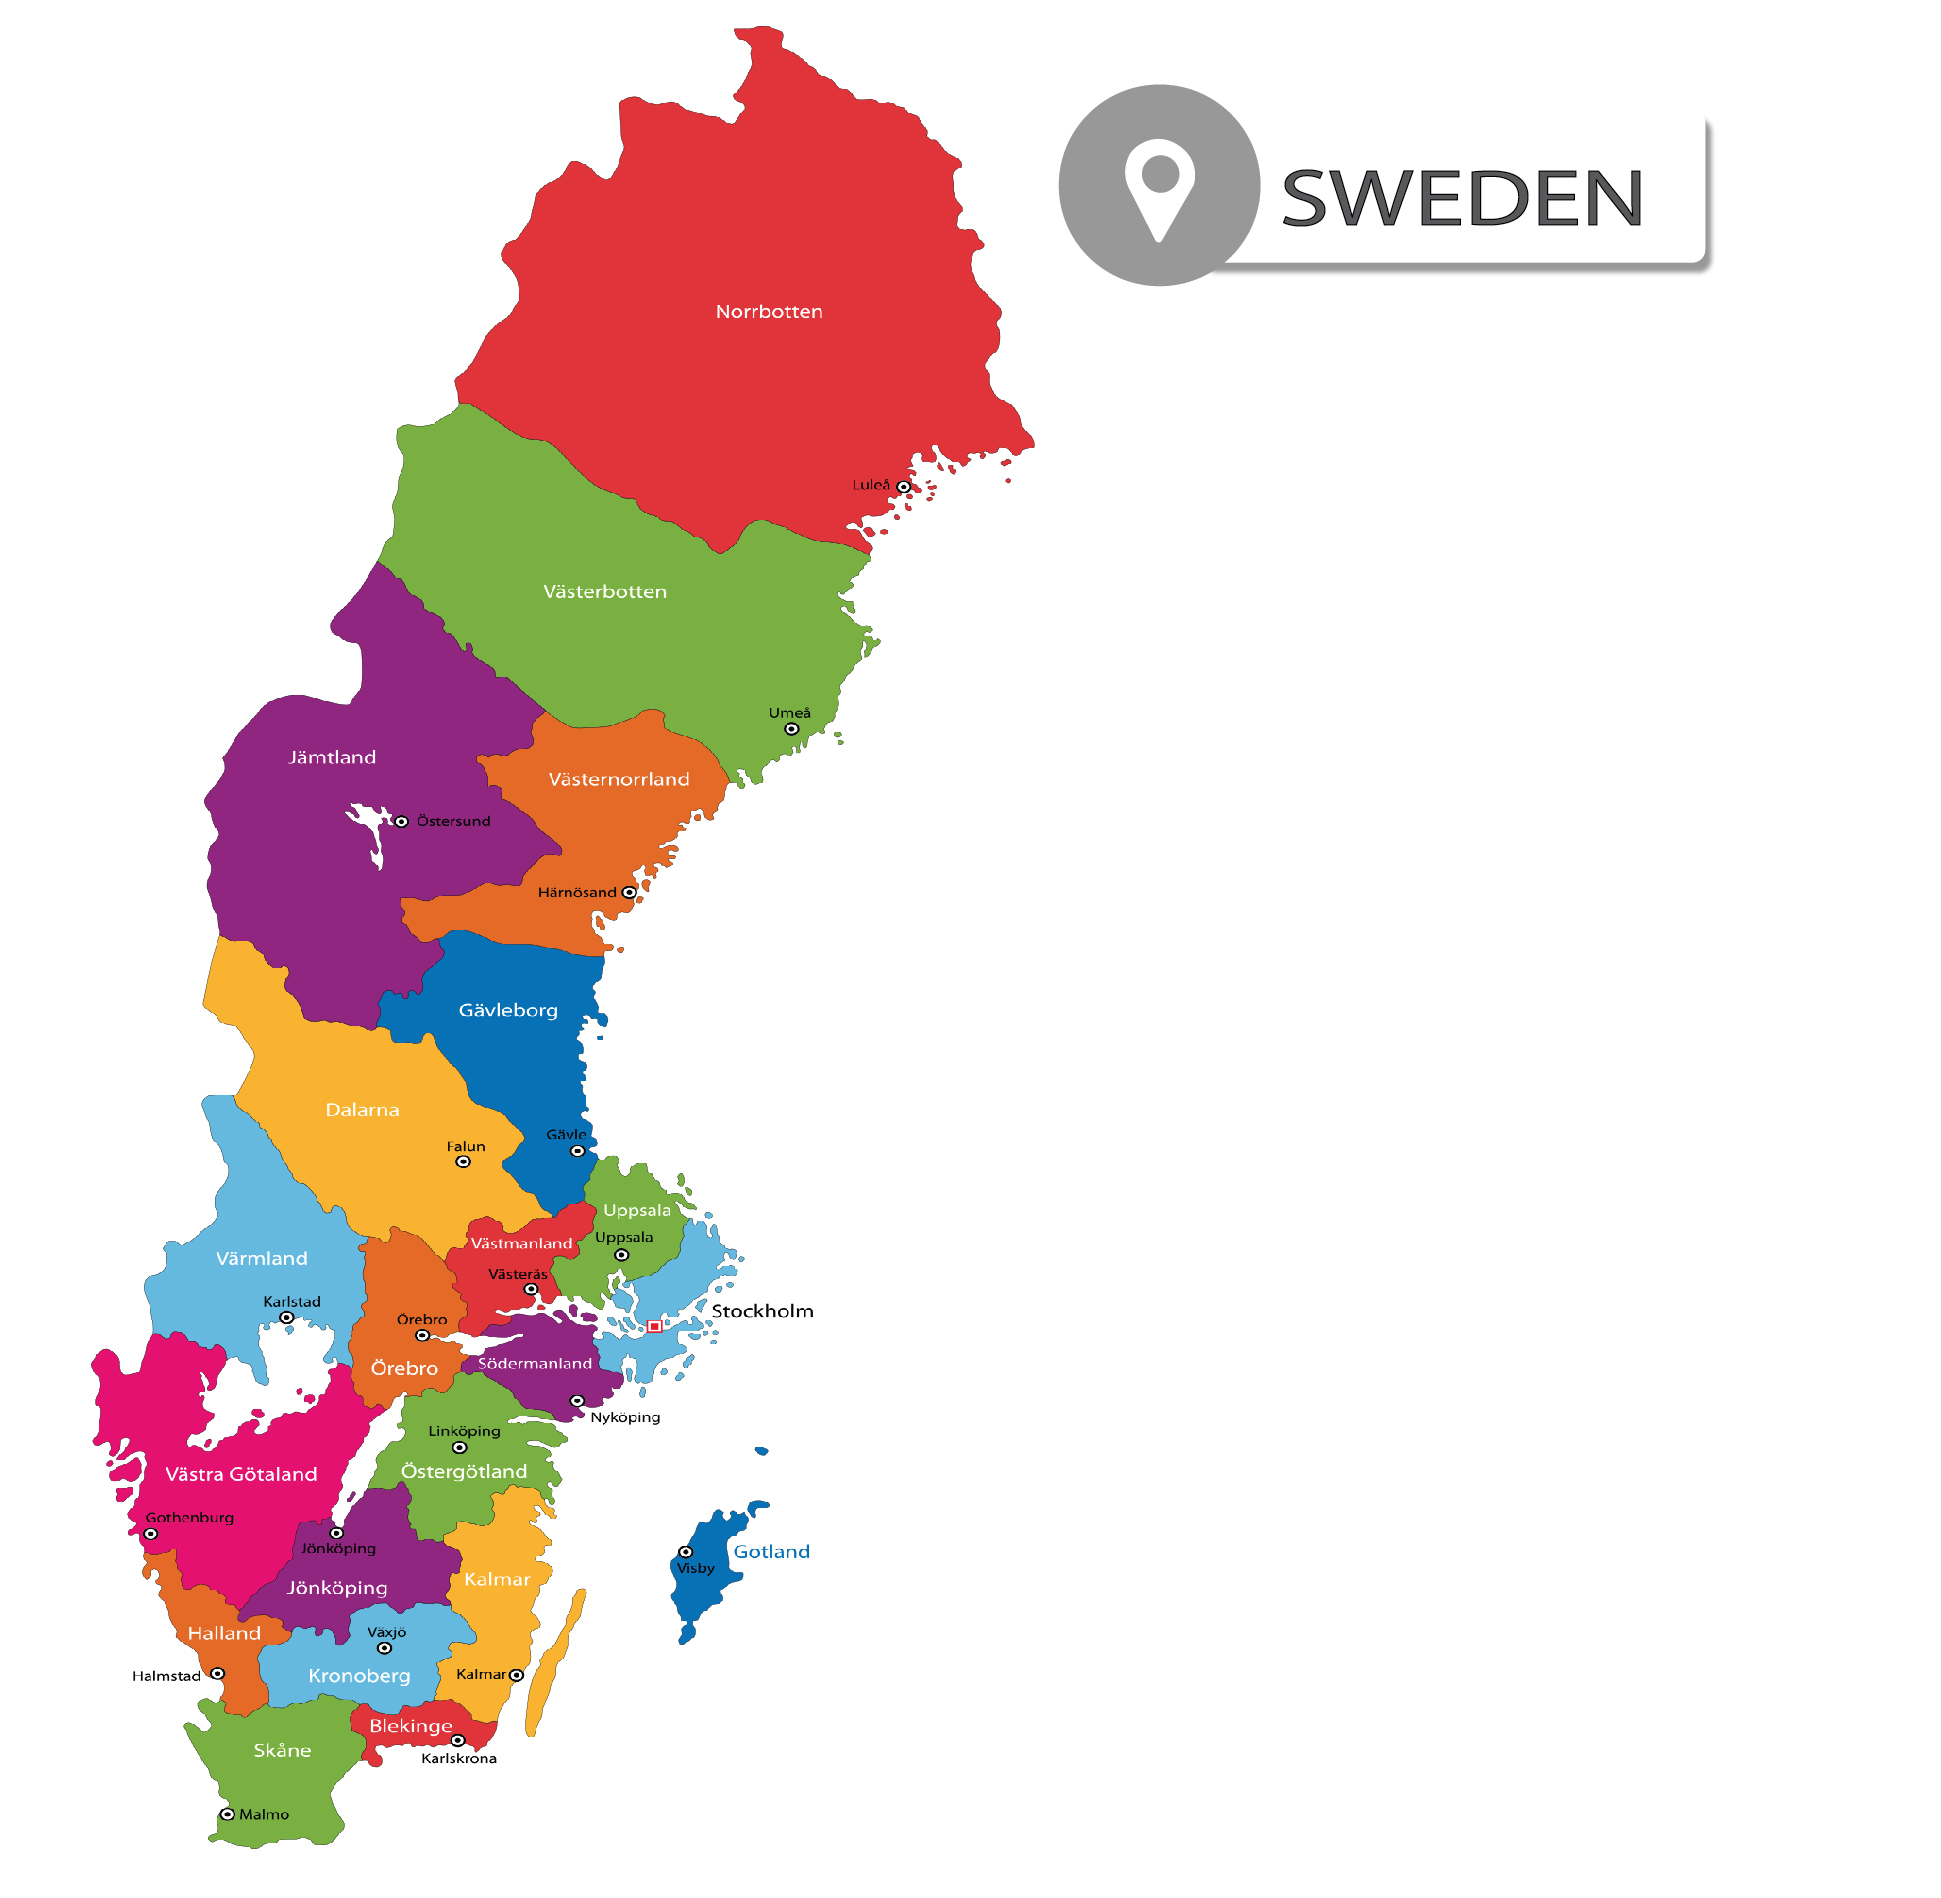 SWEDEN
Norrbotten
Luleå
Västerbotten
Umeå
Jämtland
Västernorrland
Östersund
Härnösand
Gävleborg
Dalarna
Gävle
Falun
Uppsala
Uppsala
Västmanland
Värmland
Västerås
Karlstad
Stockholm
Örebro
Södermanland
Örebro
Nyköping
Linköping
Östergötland
Västra Götaland
Gothenburg
Jönköping
Gotland
Visby
Kalmar
Jönköping
Växjö
Halland
Kalmar
Kronoberg
Halmstad
Blekinge
Skåne
Karlskrona
Malmo